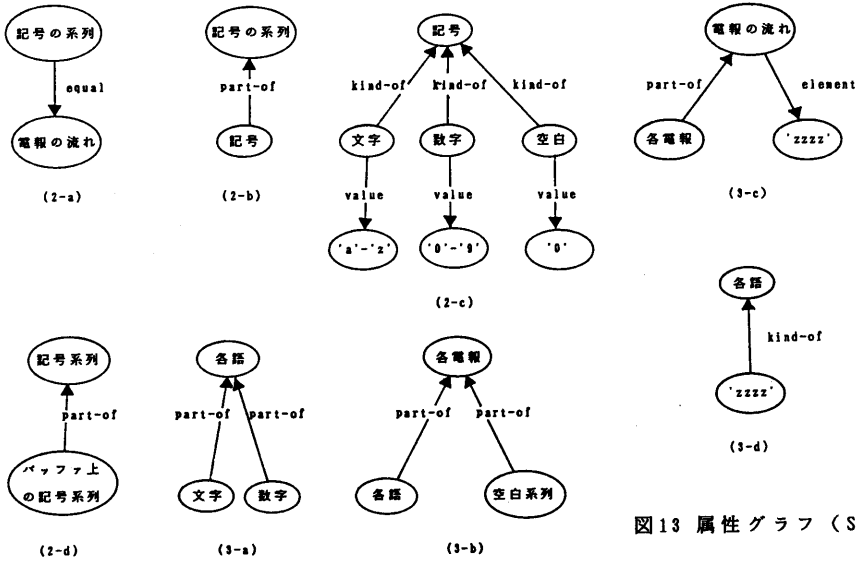 記号の系列
equal
電報の流れ
(2-a)
記号の系列
part-of
記号
(2-b)
記号
kind-of
kind-of
kind-of
文字
数字
空白
value
value
value
'a'-'z'
'0'-'9'
'0'
(2-c)
電報の流れ
part-of
element
各電報
'zzzz'
(3-c)
各語
kind-of
'zzzz'
(3-d)
記号系列
part-of
バッファ上
の記号系列
(2-d)
各語
part-of
part-of
文字
数字
(3-a)
各電報
part-of
part-of
各語
空白系列
(3-b)
図13 属性グラフ(S